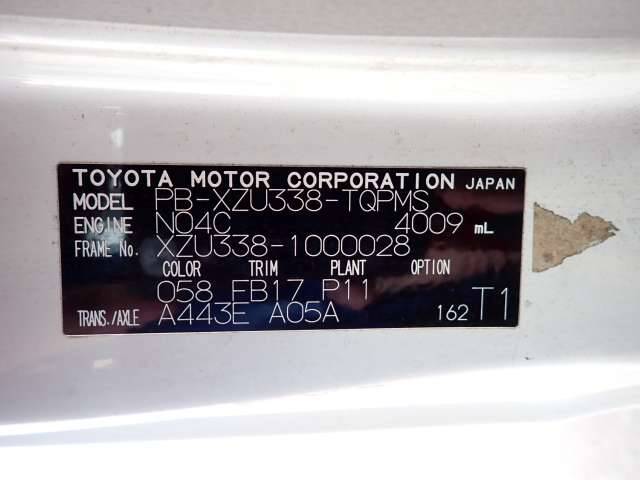 TOYOTA MOTOR CORPORATION JAPAN
MODEL PB-XZU338-TQPMS
ENGINE N04C 4009 mL
FRAME No. XZU338-1000028
COLOR TRIM PLANT OPTION
058 FB17 P11
TRANS./AXLE A443E A05A 162 T1